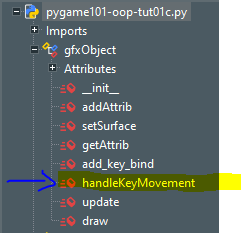 pygame101-oop-tut01c.py
Imports
gfxObject
Attributes
__init__
addAttrib
setSurface
getAttrib
add_key_bind
handleKeyMovement
update
draw